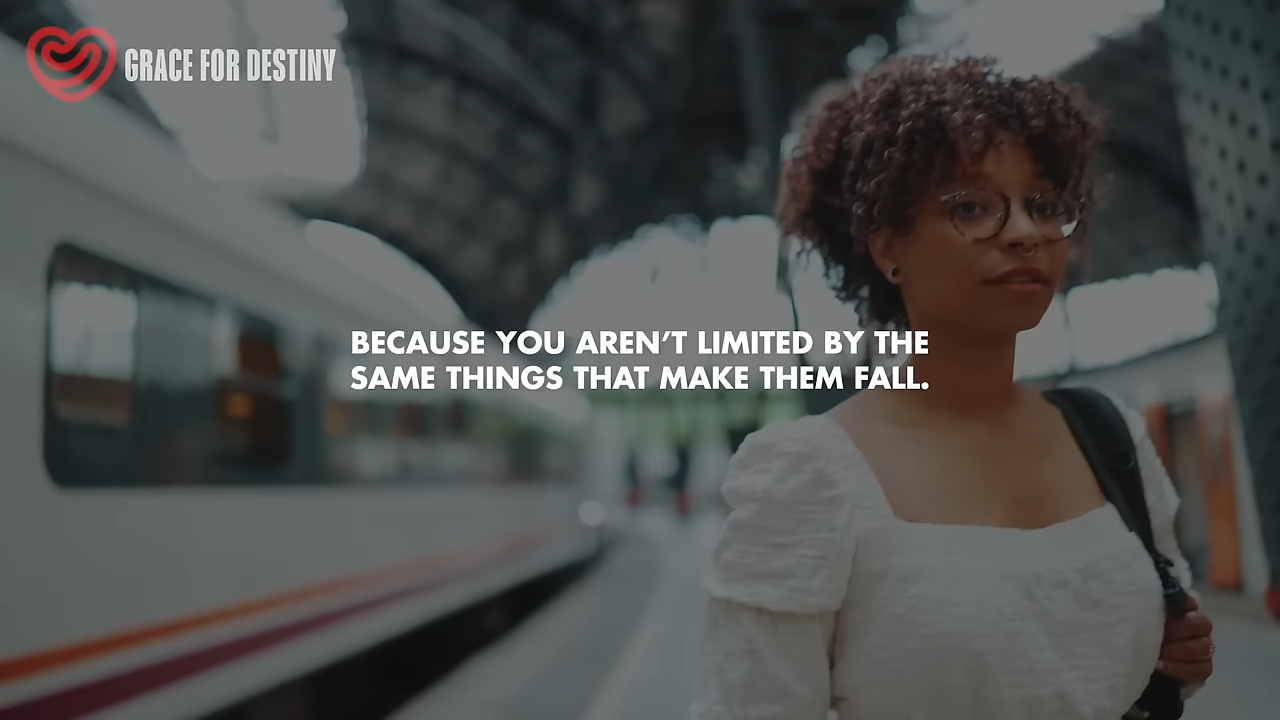 GRACE FOR DESTINY
BECAUSE YOU AREN’T LIMITED BY THE
SAME THINGS THAT MAKE THEM FALL.